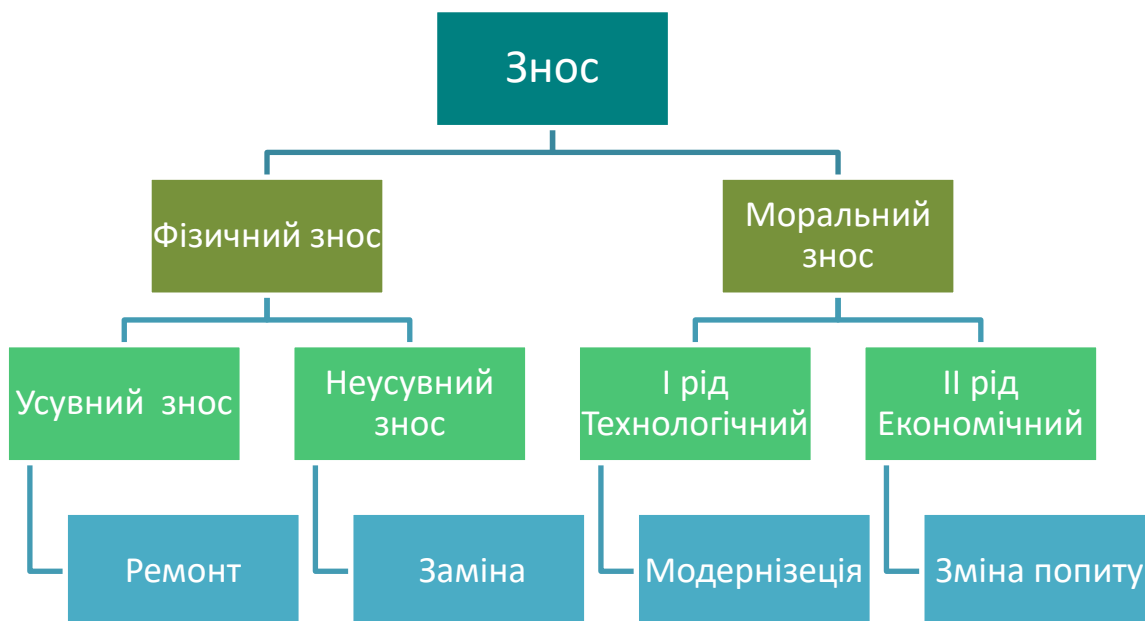 Знос
Фізичний знос
Моральний
знос
Усувний знос
Неусувний
знос
І рід
Технологічний
ІІ рід
Економічний
Ремонт
Заміна
Модернізеція
Зміна попиту